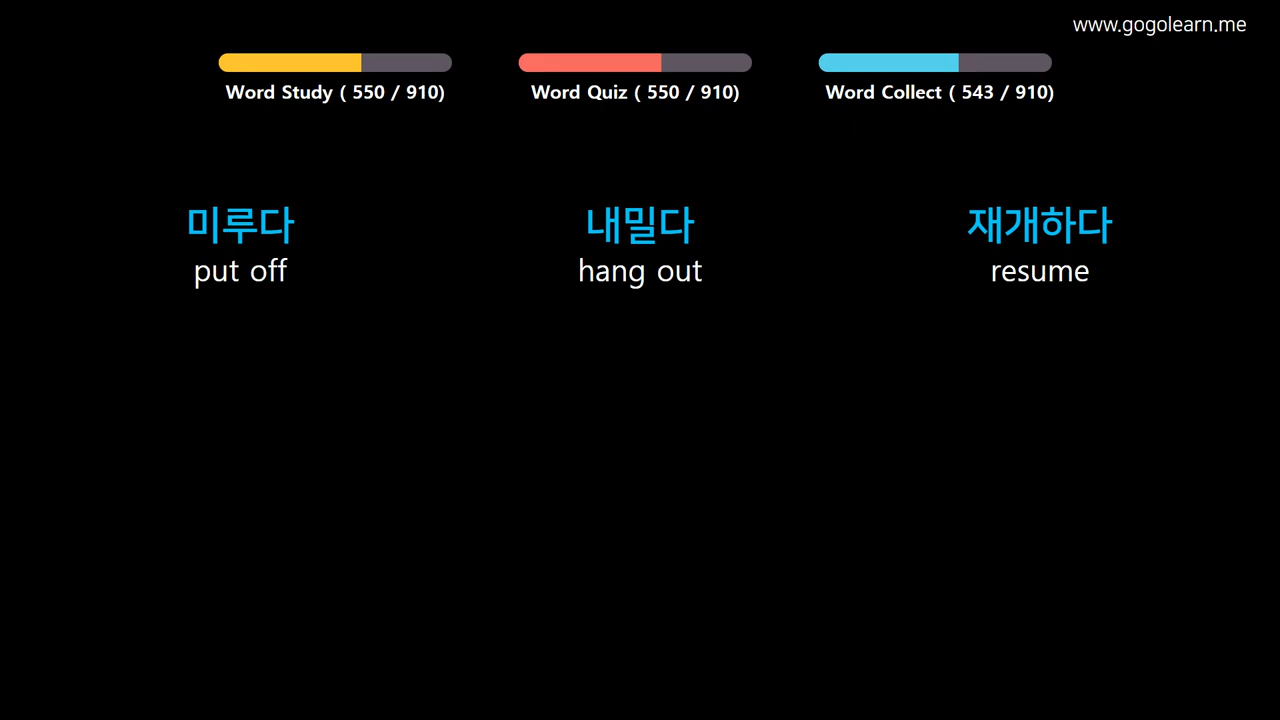 www.gogolearn.me
Word Study ( 550 / 910)
Word Quiz ( 550 / 910)
Word Collect ( 543 / 910)
미루다
put off
내밀다
hang out
재개하다
resume